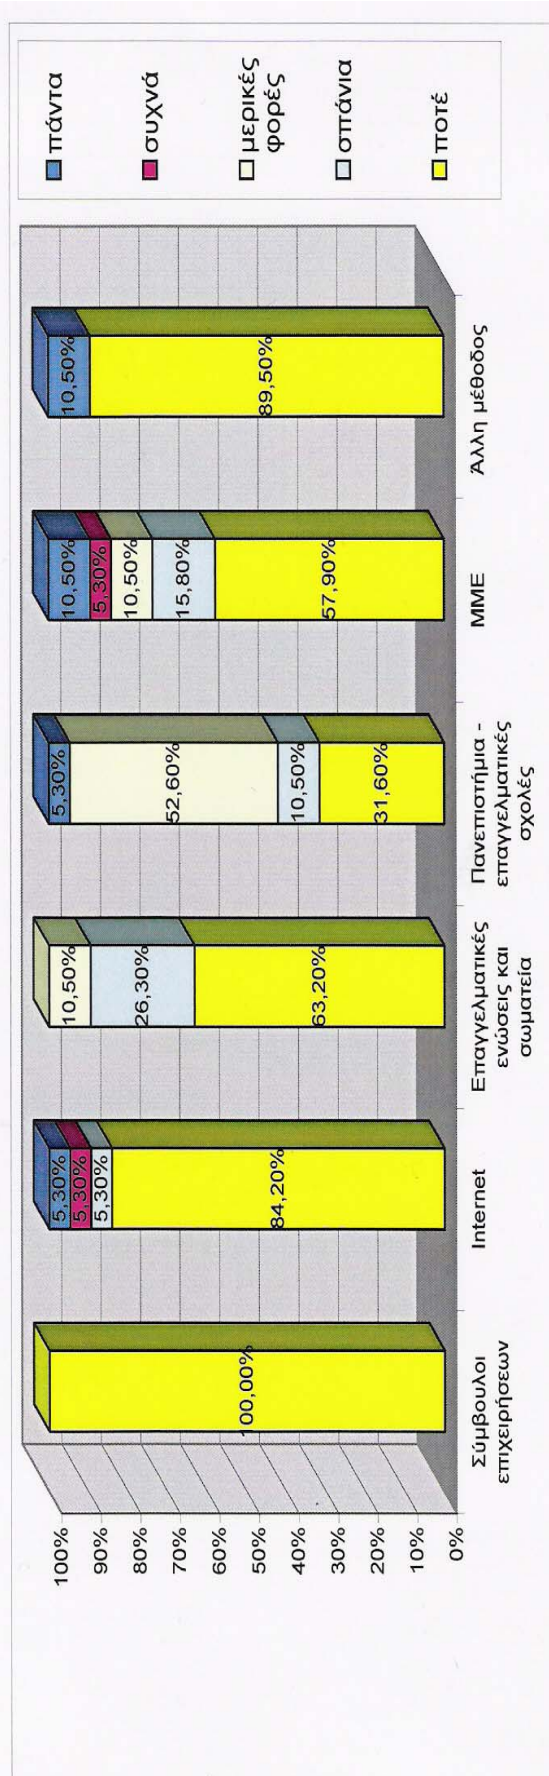 100%
90%
80%
70%
60%
50%
40%
30%
20%
10%
0%
100,00%
5,30%
5,30%
5,30%
84,20%
10,50%
26,30%
63,20%
5,30%
52,60%
10,50%
31,60%
10,50%
5,30%
10,50%
15,80%
57,90%
10,50%
89,50%
Σύμβουλοι
επιχειρήσεων
Internet
Επαγγελματικές
ενώσεις και
σωματεία
Πανεπιστήμια -
επαγγελματικές
σχολές
ΜΜΕ
Άλλη μέθοδος
πάντα
συχνά
μερικές
φορές
σπάνια
ποτέ